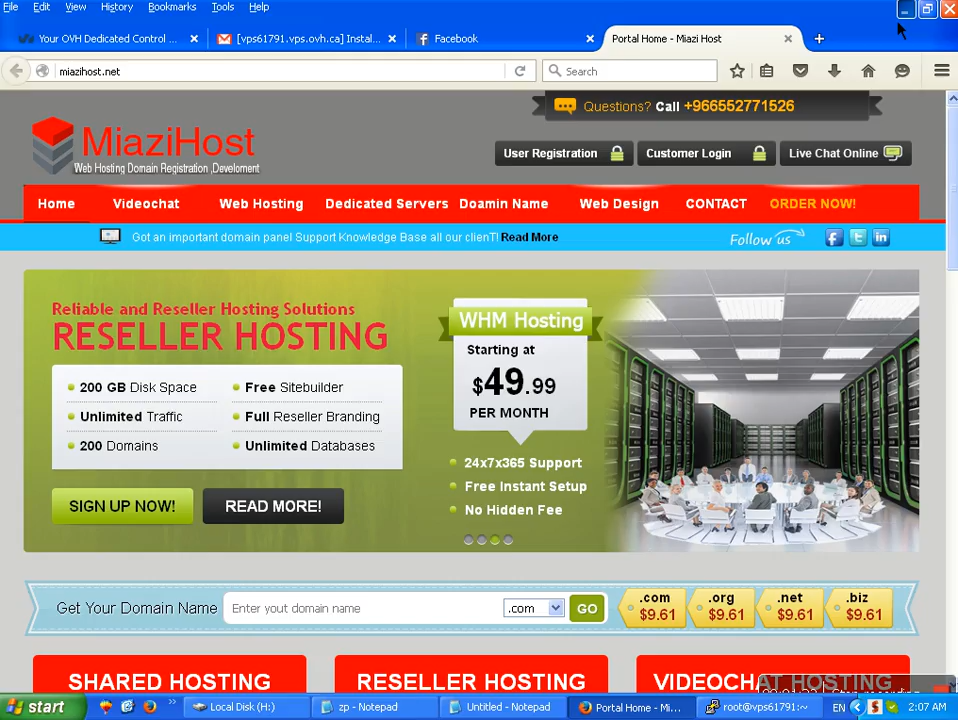 File Edit View History Bookmarks Tools Help
Your OVH Dedicated Control ...
[vps61791.vps.ovh.ca] Instal...
Facebook
Portal Home - Miazi Host
miazihost.net
Search
Questions? Call +966552771526
MiaziHost
Web Hosting Domain Registration ,Develoment
User Registration
Customer Login
Live Chat Online
Home Videochat Web Hosting Dedicated Servers Doamin Name Web Design CONTACT ORDER NOW!
Got an important domain panel Support Knowledge Base all our clienT! Read More
Follow us
Reliable and Reseller Hosting Solutions
RESELLER HOSTING
200 GB Disk Space
Free Sitebuilder
Unlimited Traffic
Full Reseller Branding
200 Domains
Unlimited Databases
SIGN UP NOW!
READ MORE!
WHM Hosting
Starting at
$49.99
PER MONTH
24x7x365 Support
Free Instant Setup
No Hidden Fee
Get Your Domain Name
Enter yout domain name
.com
GO
.com
$9.61
.org
$9.61
.net
$9.61
.biz
$9.61
SHARED HOSTING
RESELLER HOSTING
VIDEOCHAT HOSTING
start
Local Disk (H:)
zp - Notepad
Untitled - Notepad
Portal Home - Mi...
root@vps61791:~
EN
2:07 AM